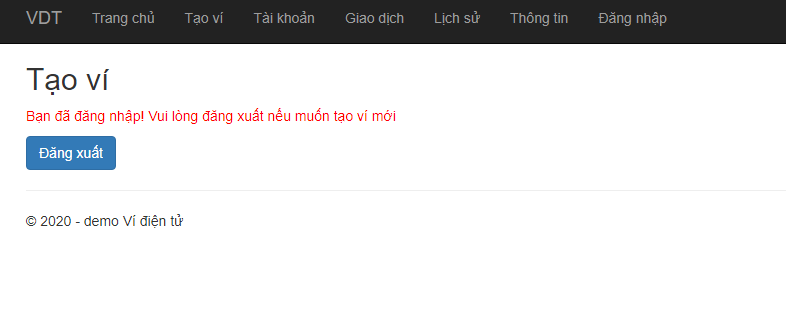 VDT Trang chủ Tạo ví Tài khoản Giao dịch Lịch sử Thông tin Đăng nhập
Tạo ví
Bạn đã đăng nhập! Vui lòng đăng xuất nếu muốn tạo ví mới
Đăng xuất
© 2020 - demo Ví điện tử